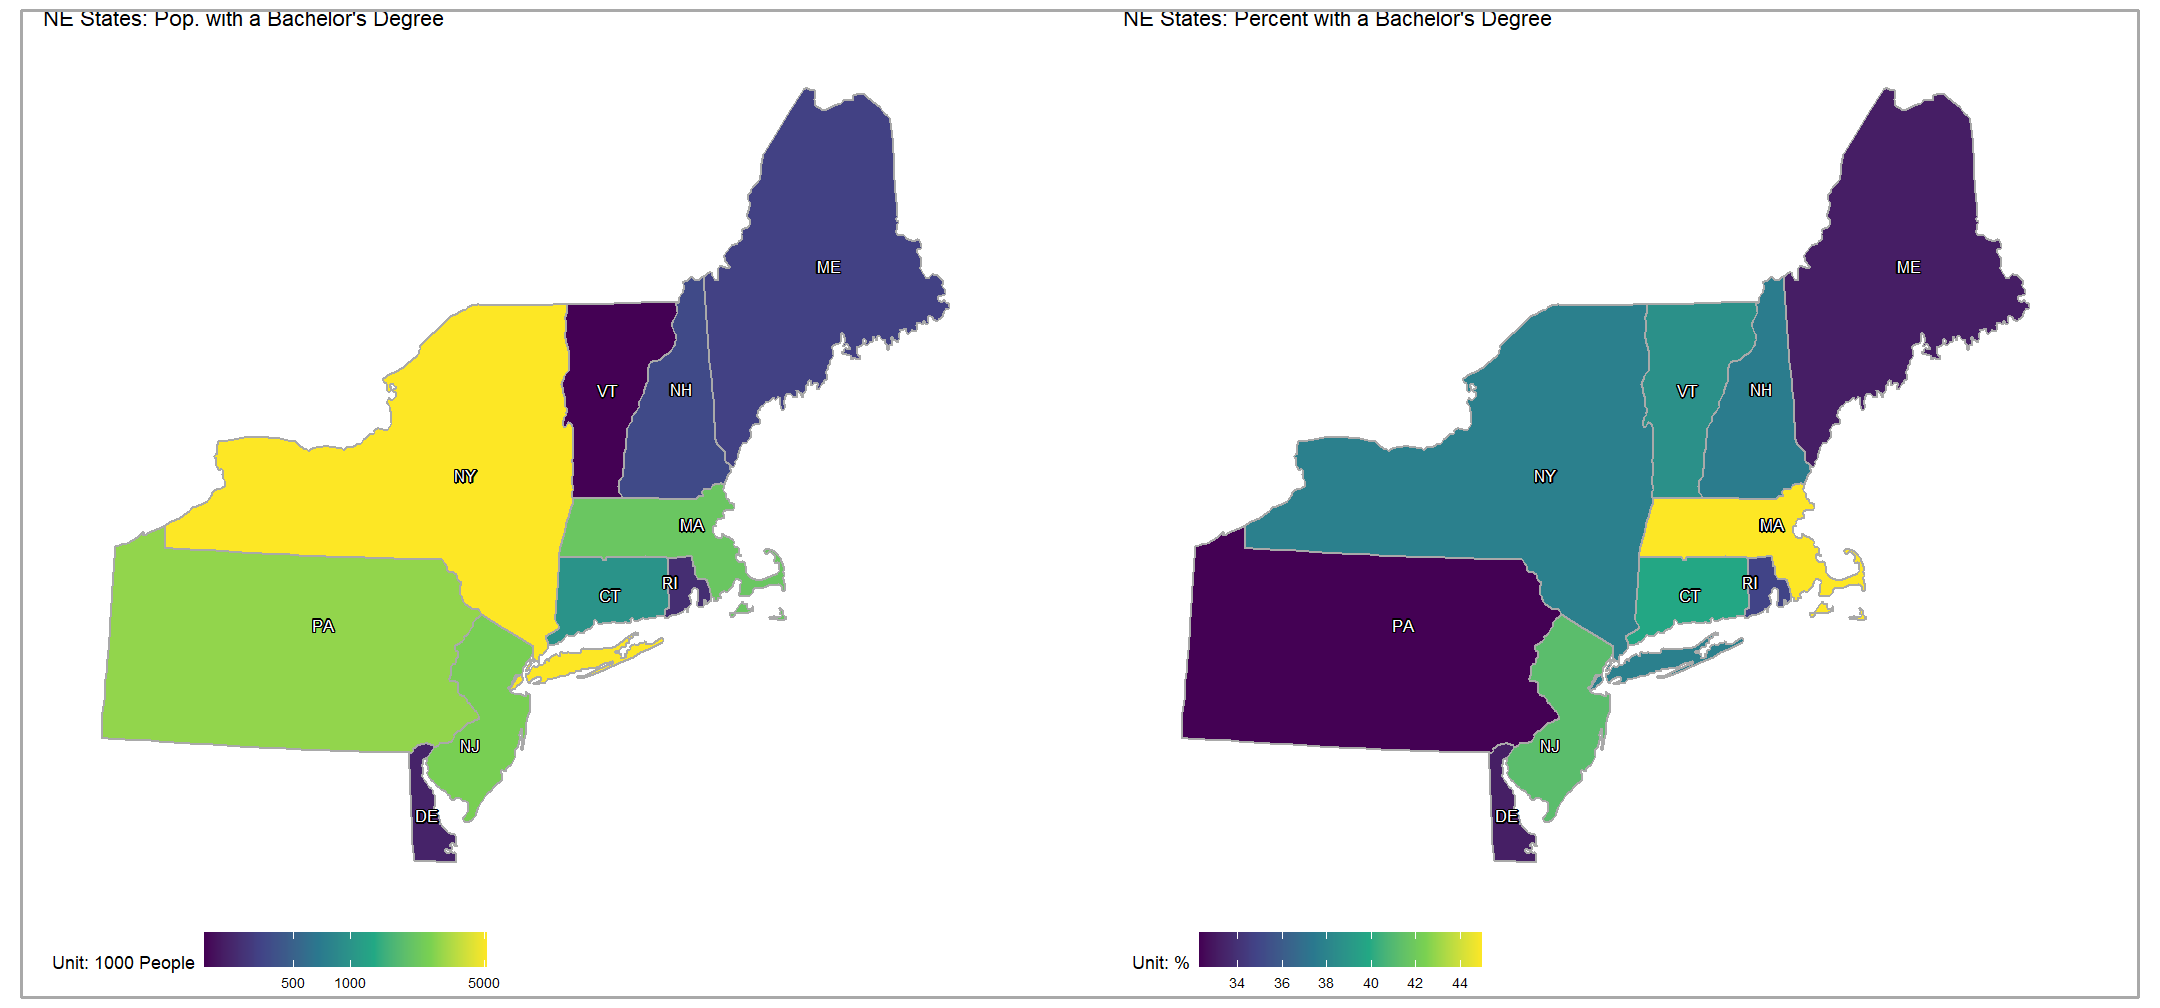 NE States: Pop. with a Bachelor's Degree
ME
VT
NH
NY
MA
RI
CT
PA
NJ
DE
Unit: 1000 People
500 1000 5000
NE States: Percent with a Bachelor's Degree
ME
VT
NH
NY
MA
RI
CT
PA
NJ
DE
Unit: %
34 36 38 40 42 44